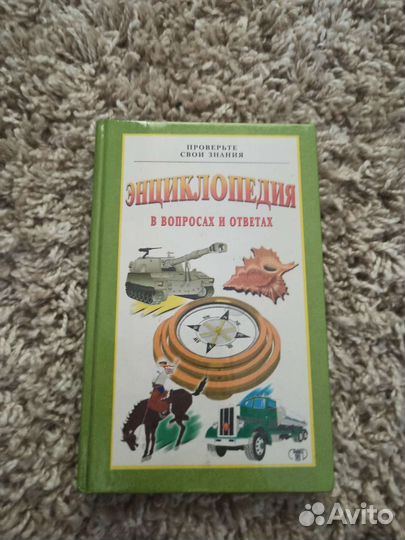 ПРОВЕРЬТЕ
СВОИ ЗНАНИЯ
ЭНЦИКЛОПЕДИЯ
В ВОПРОСАХ И ОТВЕТАХ
Avito